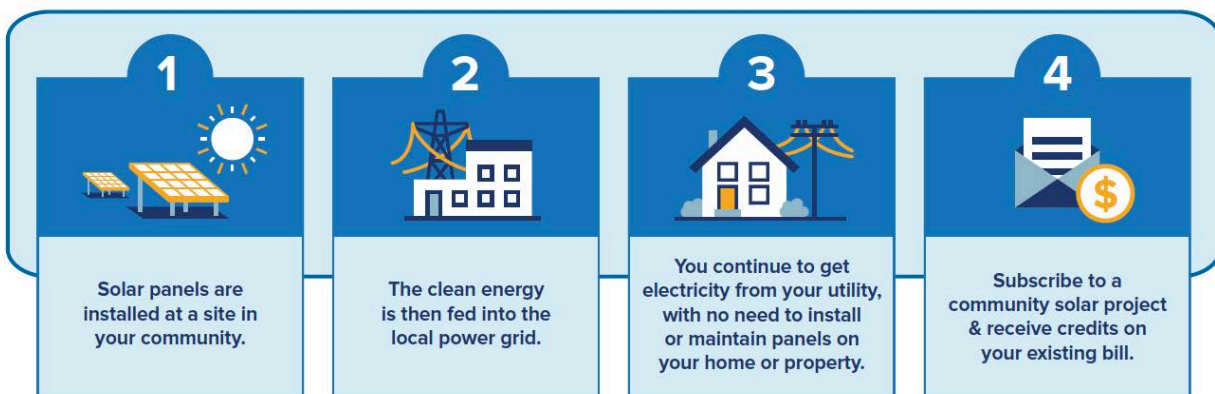 1
Solar panels are
installed at a site in
your community.
2
The clean energy
is then fed into the
local power grid.
3
You continue to get
electricity from your utility,
with no need to install
or maintain panels on
your home or property.
4
$
Subscribe to a
community solar project
& receive credits on
your existing bill.